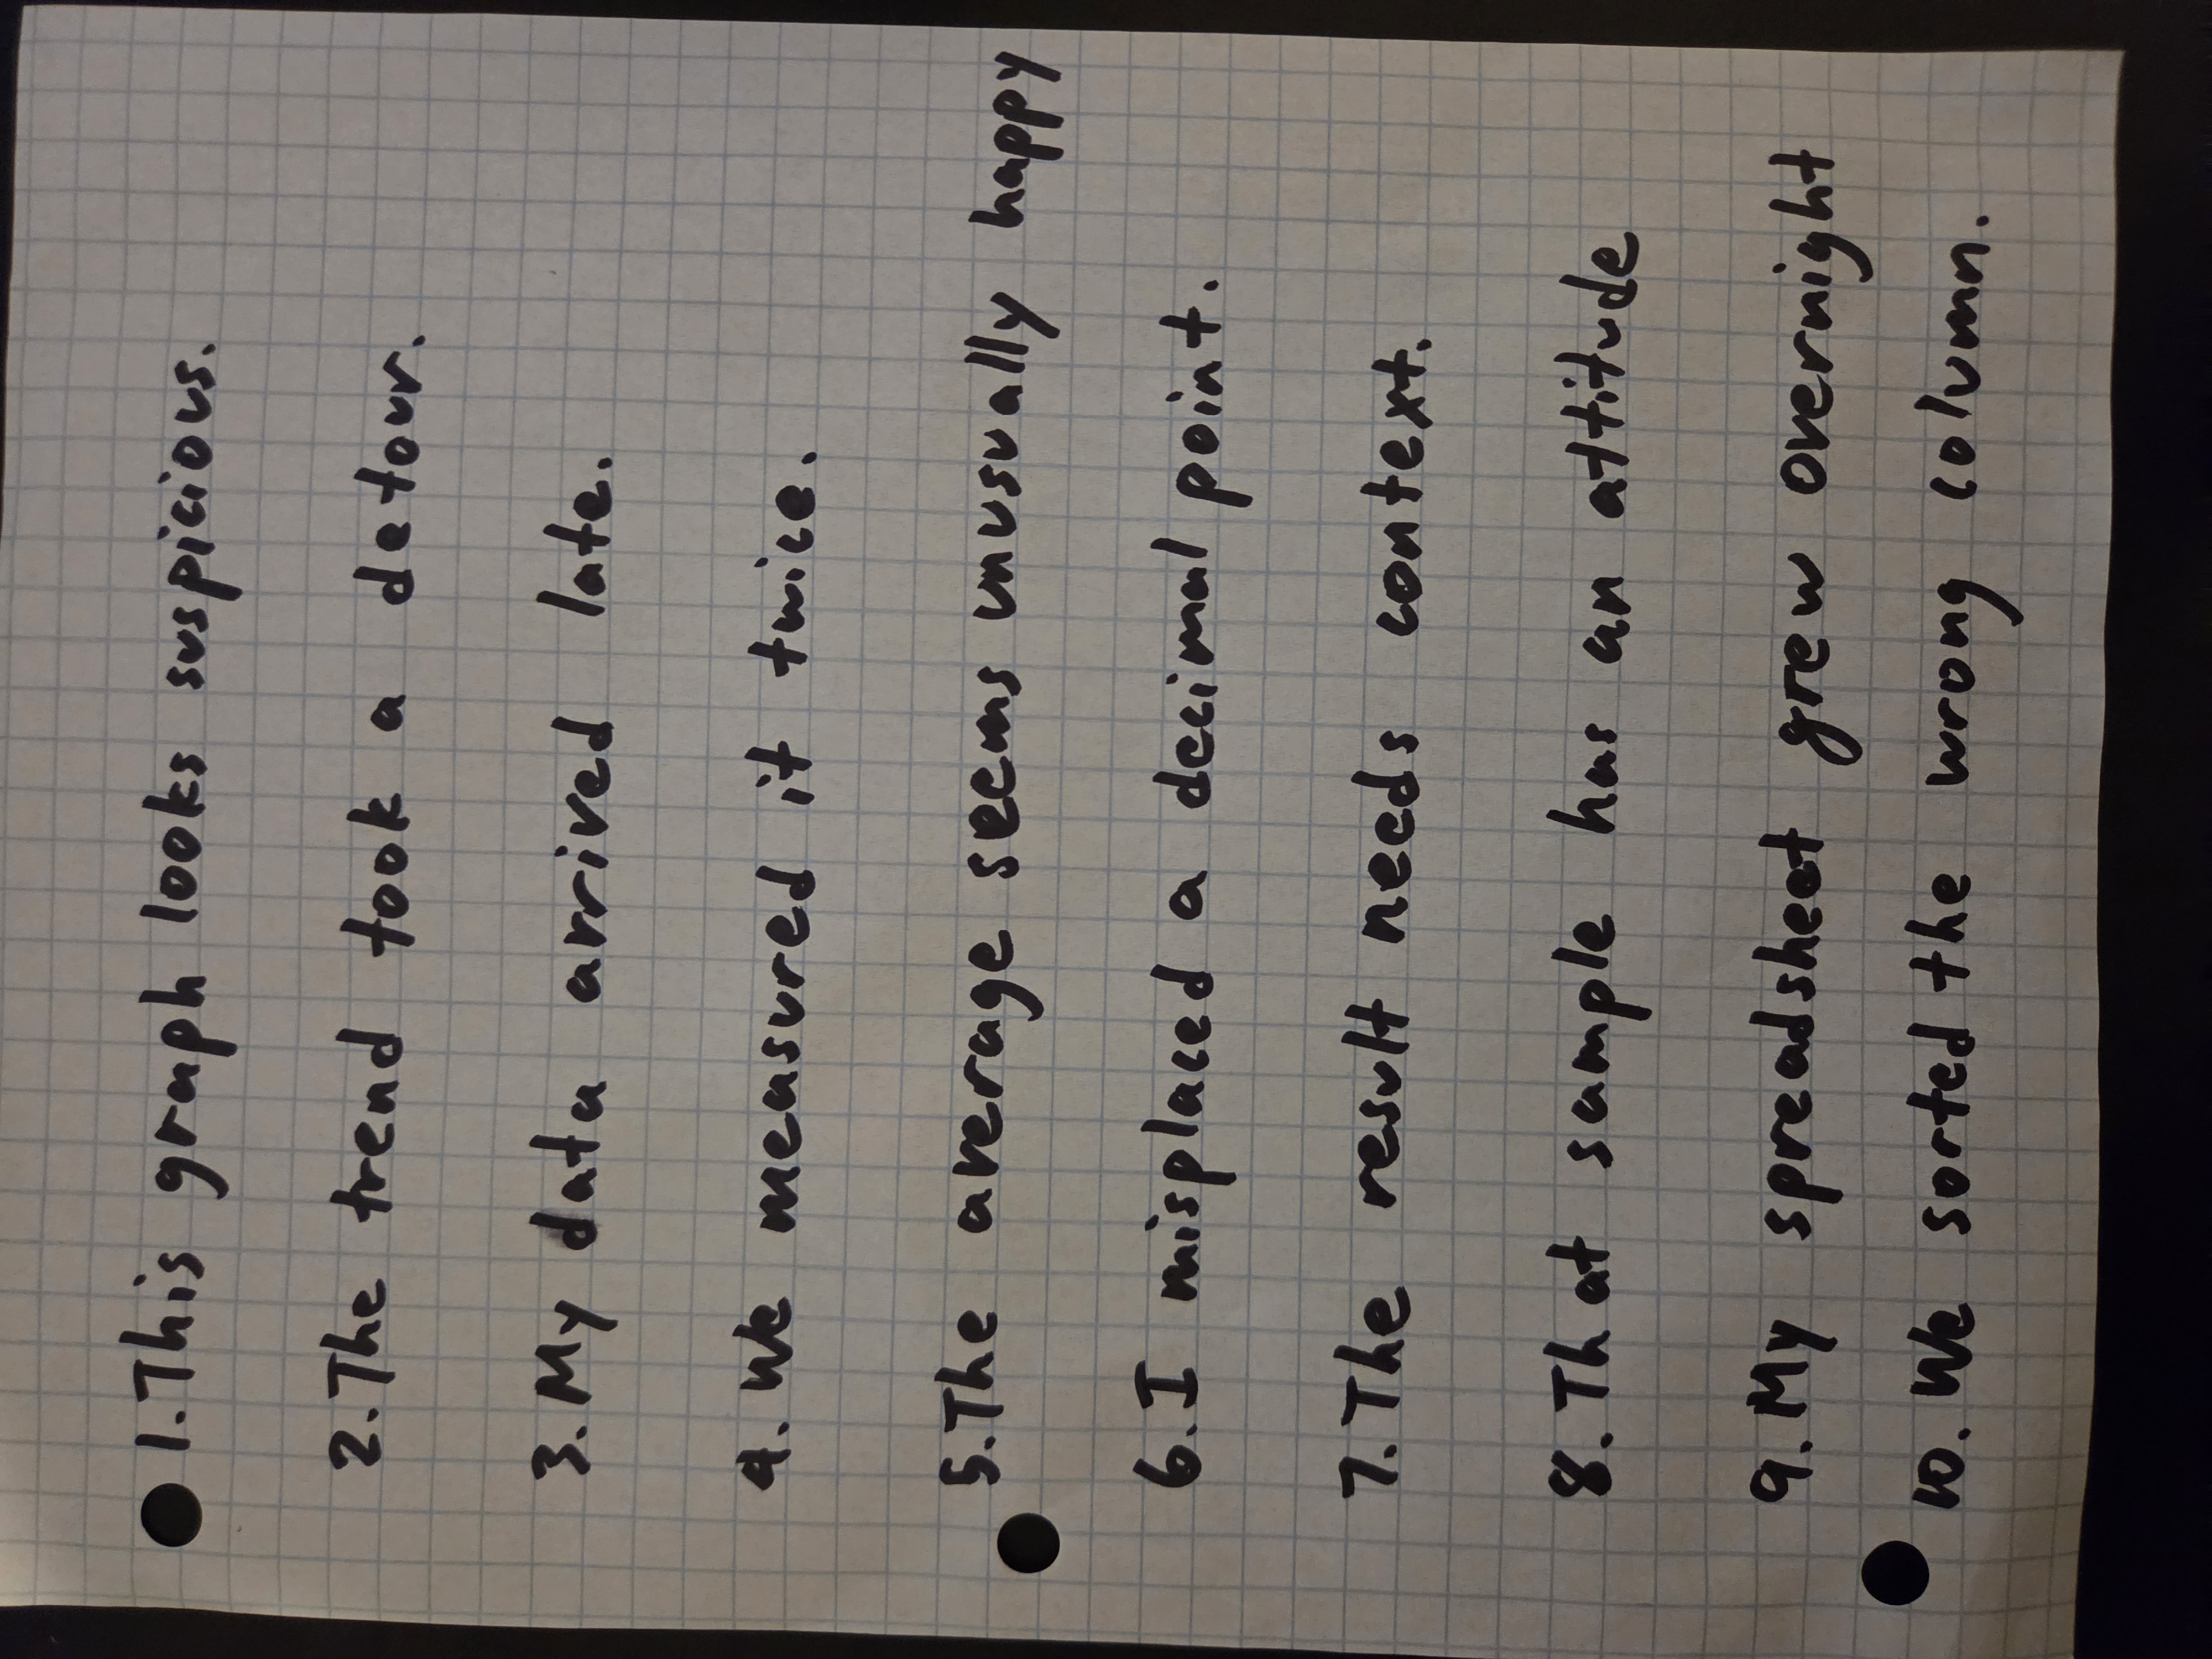 1. This graph looks suspicious.
2. The trend took a detour.
3. My data arrived late.
4. We measured it twice.
5. The average seems unusually happy
6. I misplaced a decimal point.
7. The result needs context.
8. That sample has an attitude
9. My spreadsheet grew overnight
10. We sorted the wrong column.